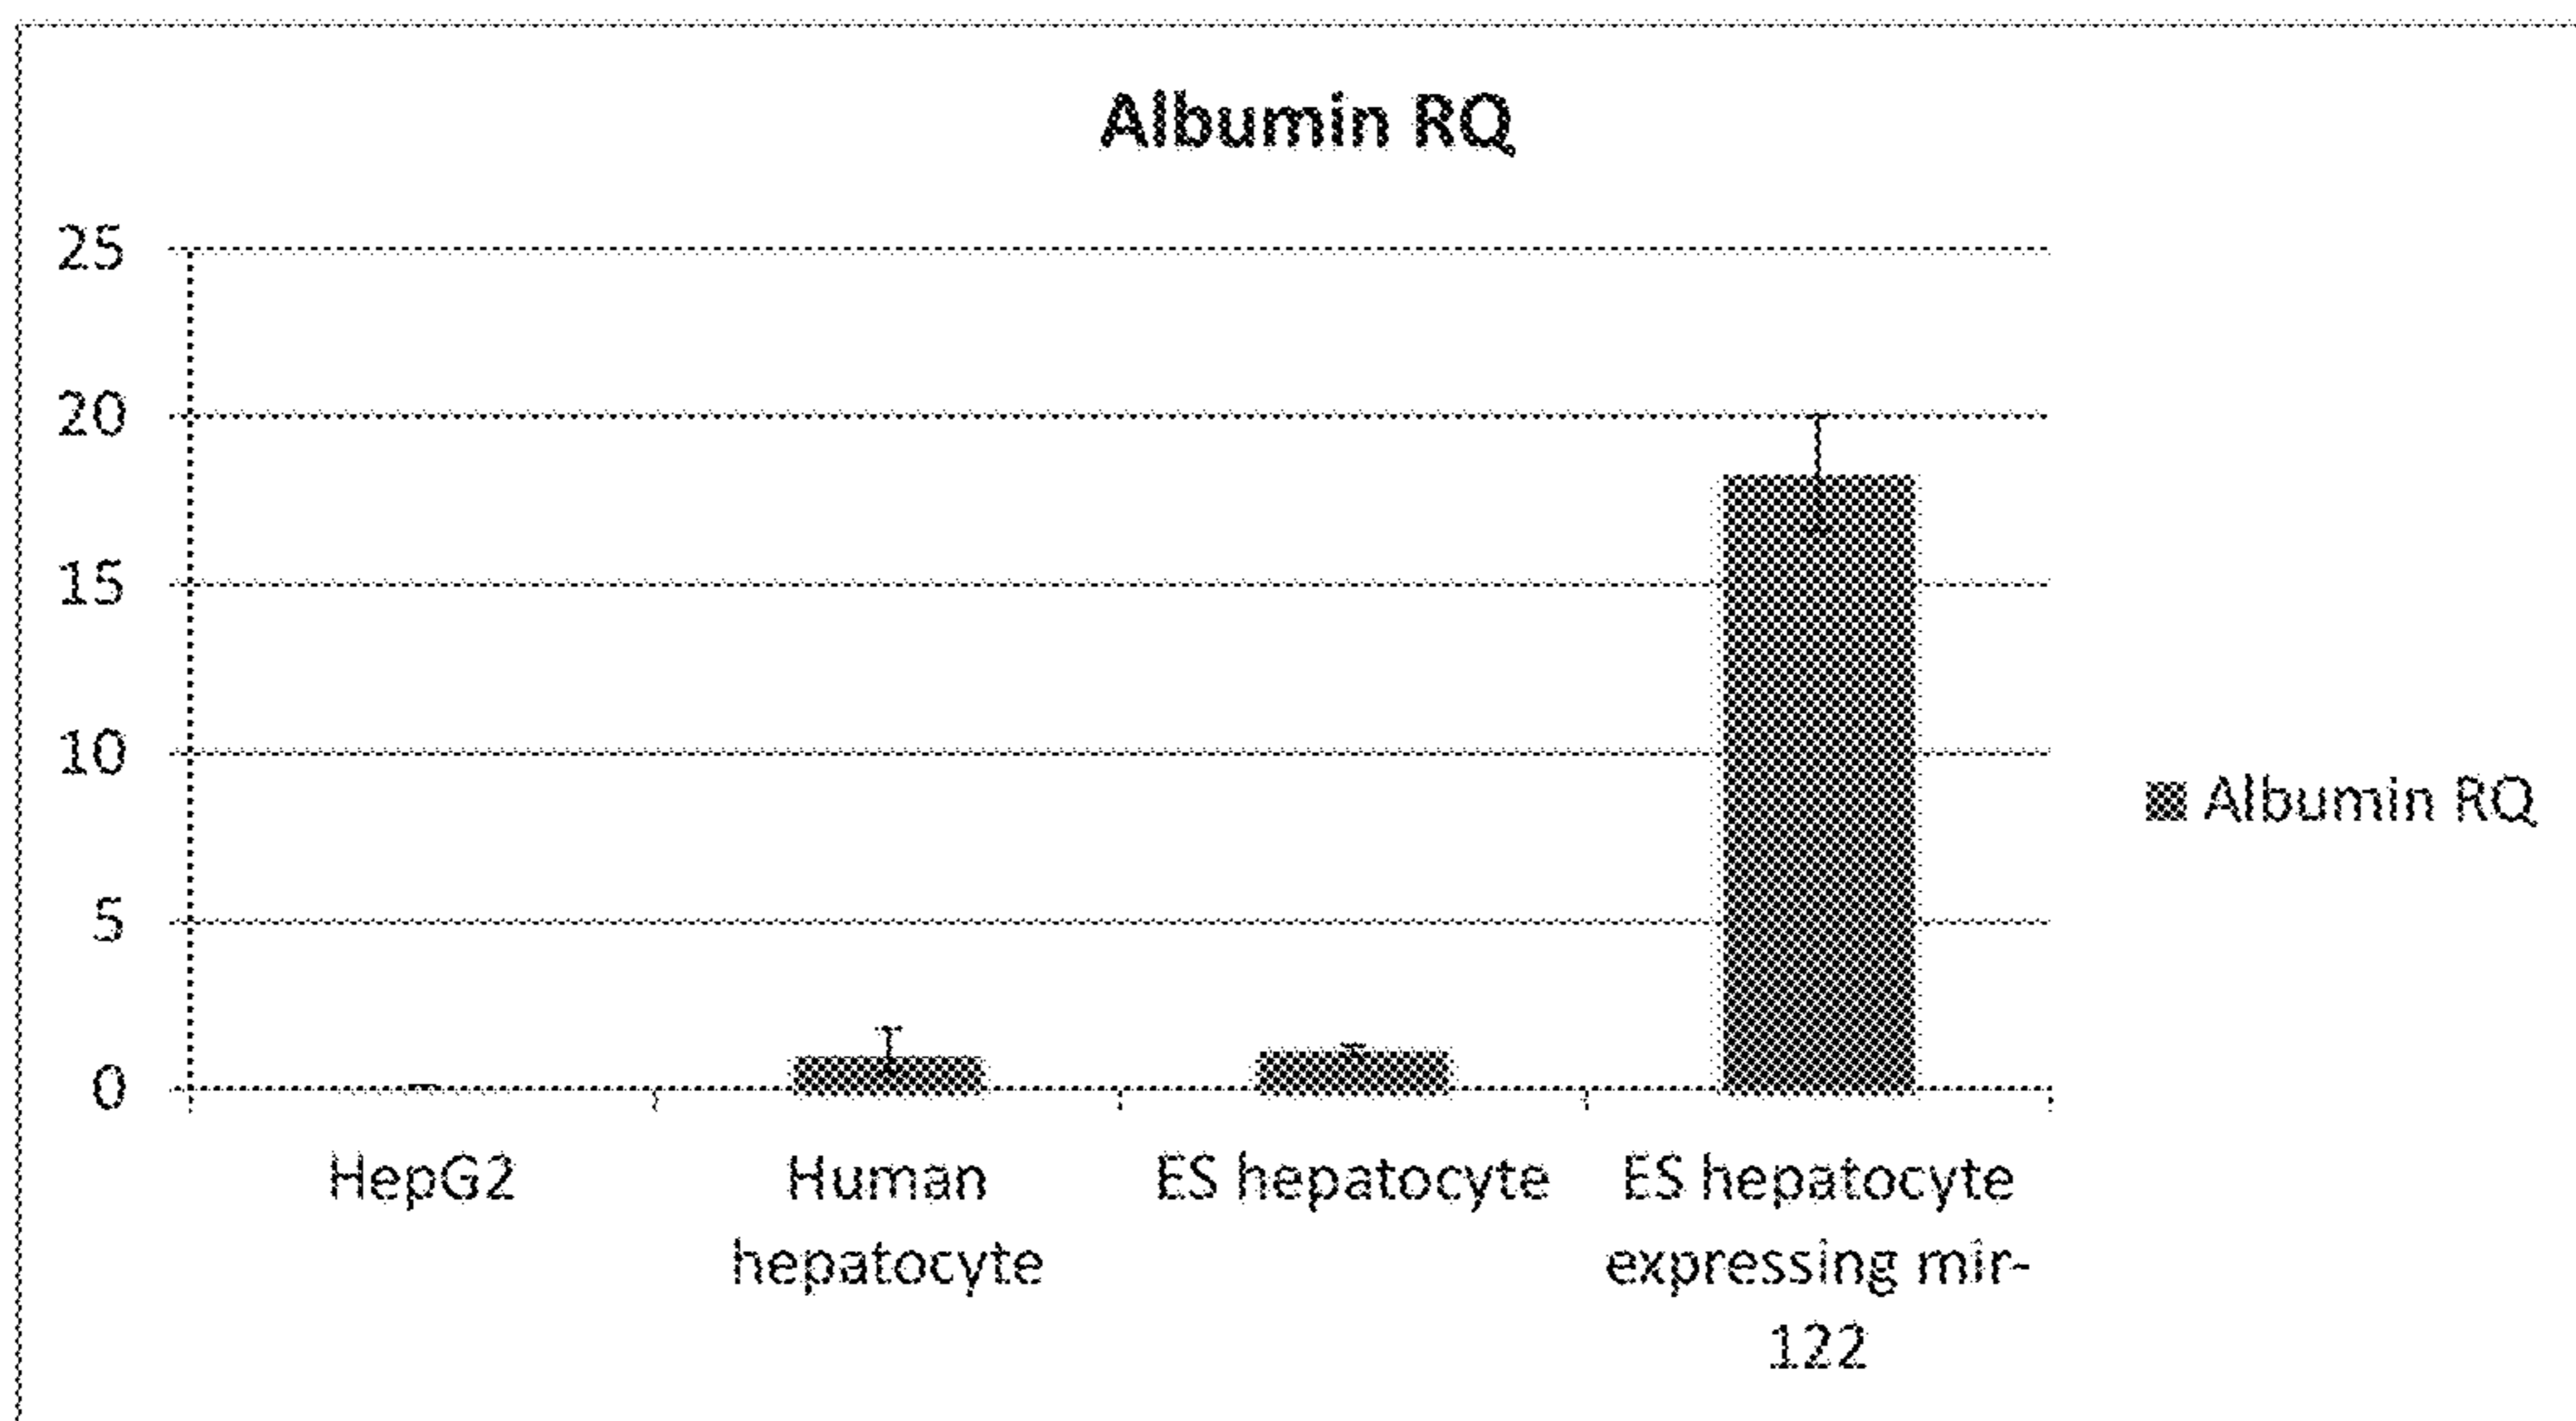 Albumin RQ
25
20
15
10
5
0
HepG2
Human
hepatocyte
ES hepatocyte
ES hepatocyte
expressing mir-
122
Albumin RQ